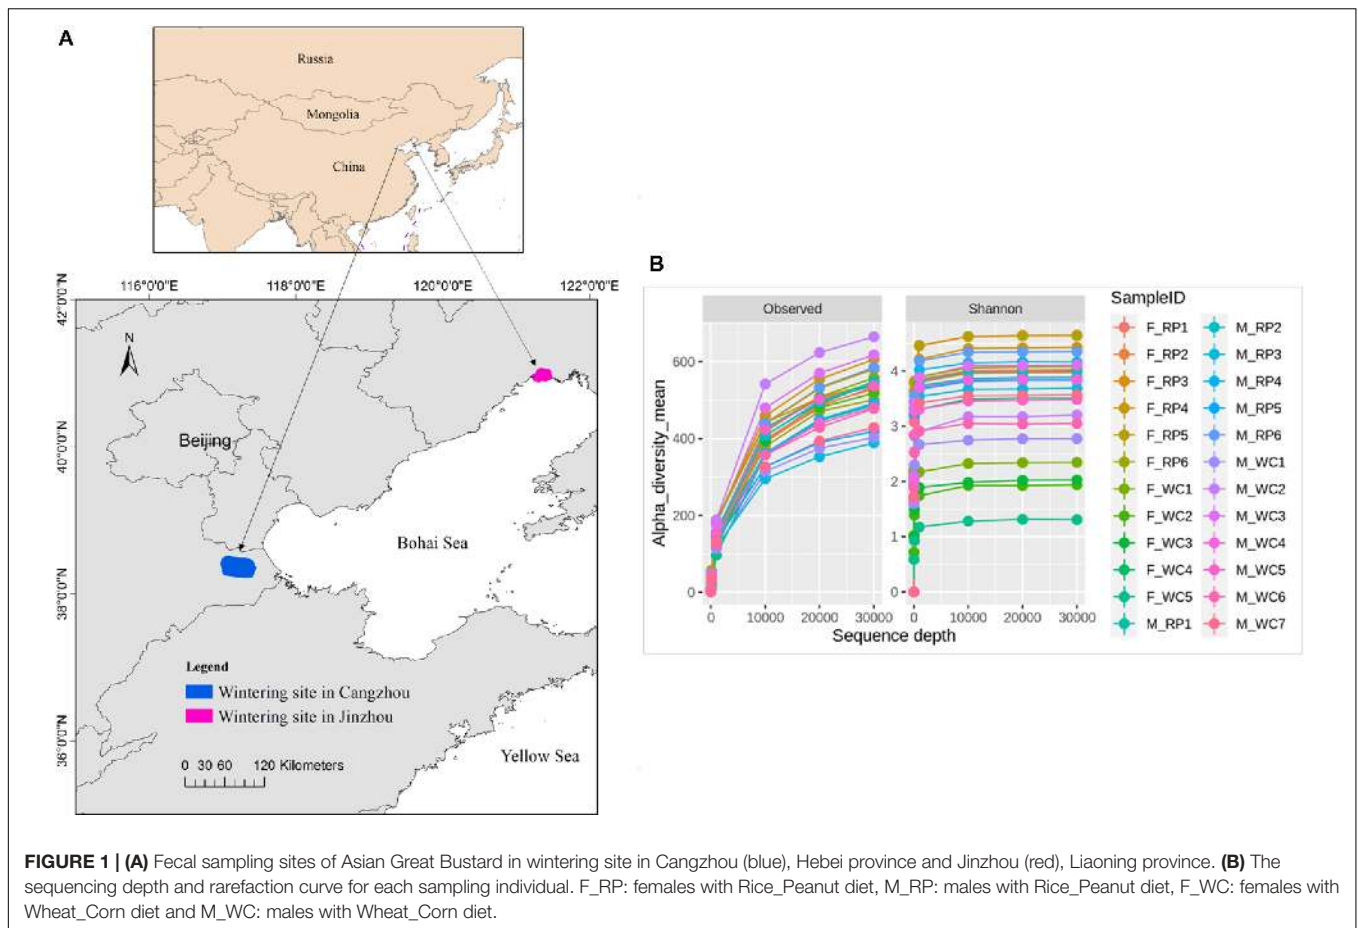 A
Russia
Mongolia
China
116°0'0"E 118°0'0"E 120°0'0"E 122°0'0"E
42°0'0"N
40°0'0"N
38°0'0"N
36°0'0"N
N
Beijing
Bohai Sea
Yellow Sea
Legend
Wintering site in Cangzhou
Wintering site in Jinzhou
0 30 60 120 Kilometers
B
Observed Shannon
Alpha_diversity_mean
600
400
200
0
4
3
2
1
0
0 10000 20000 30000 0 10000 20000 30000
Sequence depth
SampleID
F_RP1 M_RP2
F_RP2 M_RP3
F_RP3 M_RP4
F_RP4 M_RP5
F_RP5 M_RP6
F_RP6 M_WC1
F_WC1 M_WC2
F_WC2 M_WC3
F_WC3 M_WC4
F_WC4 M_WC5
F_WC5 M_WC6
M_RP1 M_WC7
FIGURE 1 | (A) Fecal sampling sites of Asian Great Bustard in wintering site in Cangzhou (blue), Hebei province and Jinzhou (red), Liaoning province. (B) The
sequencing depth and rarefaction curve for each sampling individual. F_RP: females with Rice_Peanut diet, M_RP: males with Rice_Peanut diet, F_WC: females with
Wheat_Corn diet and M_WC: males with Wheat_Corn diet.